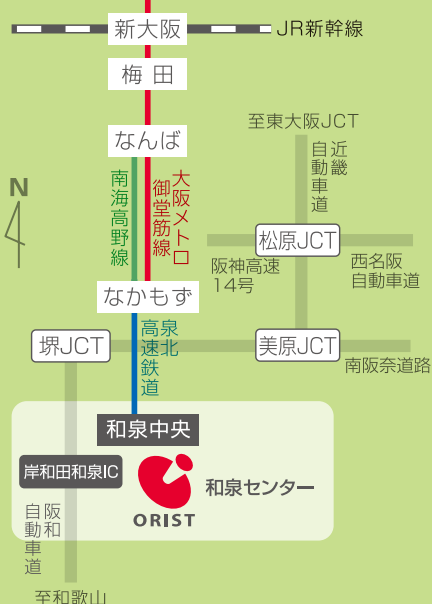 新大阪
JR新幹線
梅田
なんば
至東大阪JCT
近畿
自動車道
N
南海高野線
大阪メトロ
御堂筋線
松原JCT
阪神高速
14号
西名阪
自動車道
なかもず
泉北
高速鉄道
堺JCT
美原JCT
南阪奈道路
和泉中央
岸和田和泉IC
和泉センター
ORIST
阪和
自動車道
至和歌山